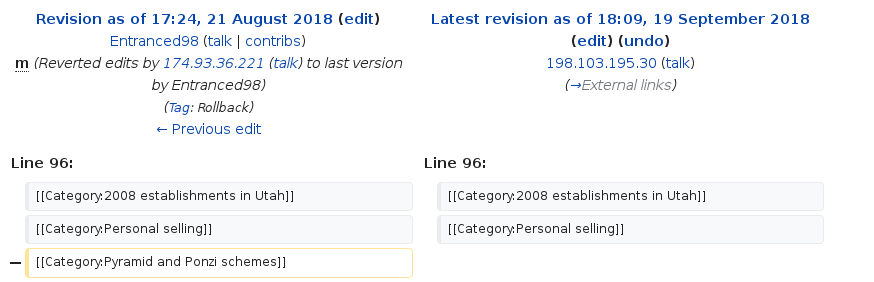 Revision as of 17:24, 21 August 2018 (edit)
Entranced98 (talk | contribs)
m (Reverted edits by 174.93.36.221 (talk) to last version
by Entranced98)
(Tag: Rollback)
← Previous edit
Latest revision as of 18:09, 19 September 2018
(edit) (undo)
198.103.195.30 (talk)
(→External links)
Line 96:
Line 96:
[[Category:2008 establishments in Utah]]
[[Category:2008 establishments in Utah]]
[[Category:Personal selling]]
[[Category:Personal selling]]
− [[Category:Pyramid and Ponzi schemes]]